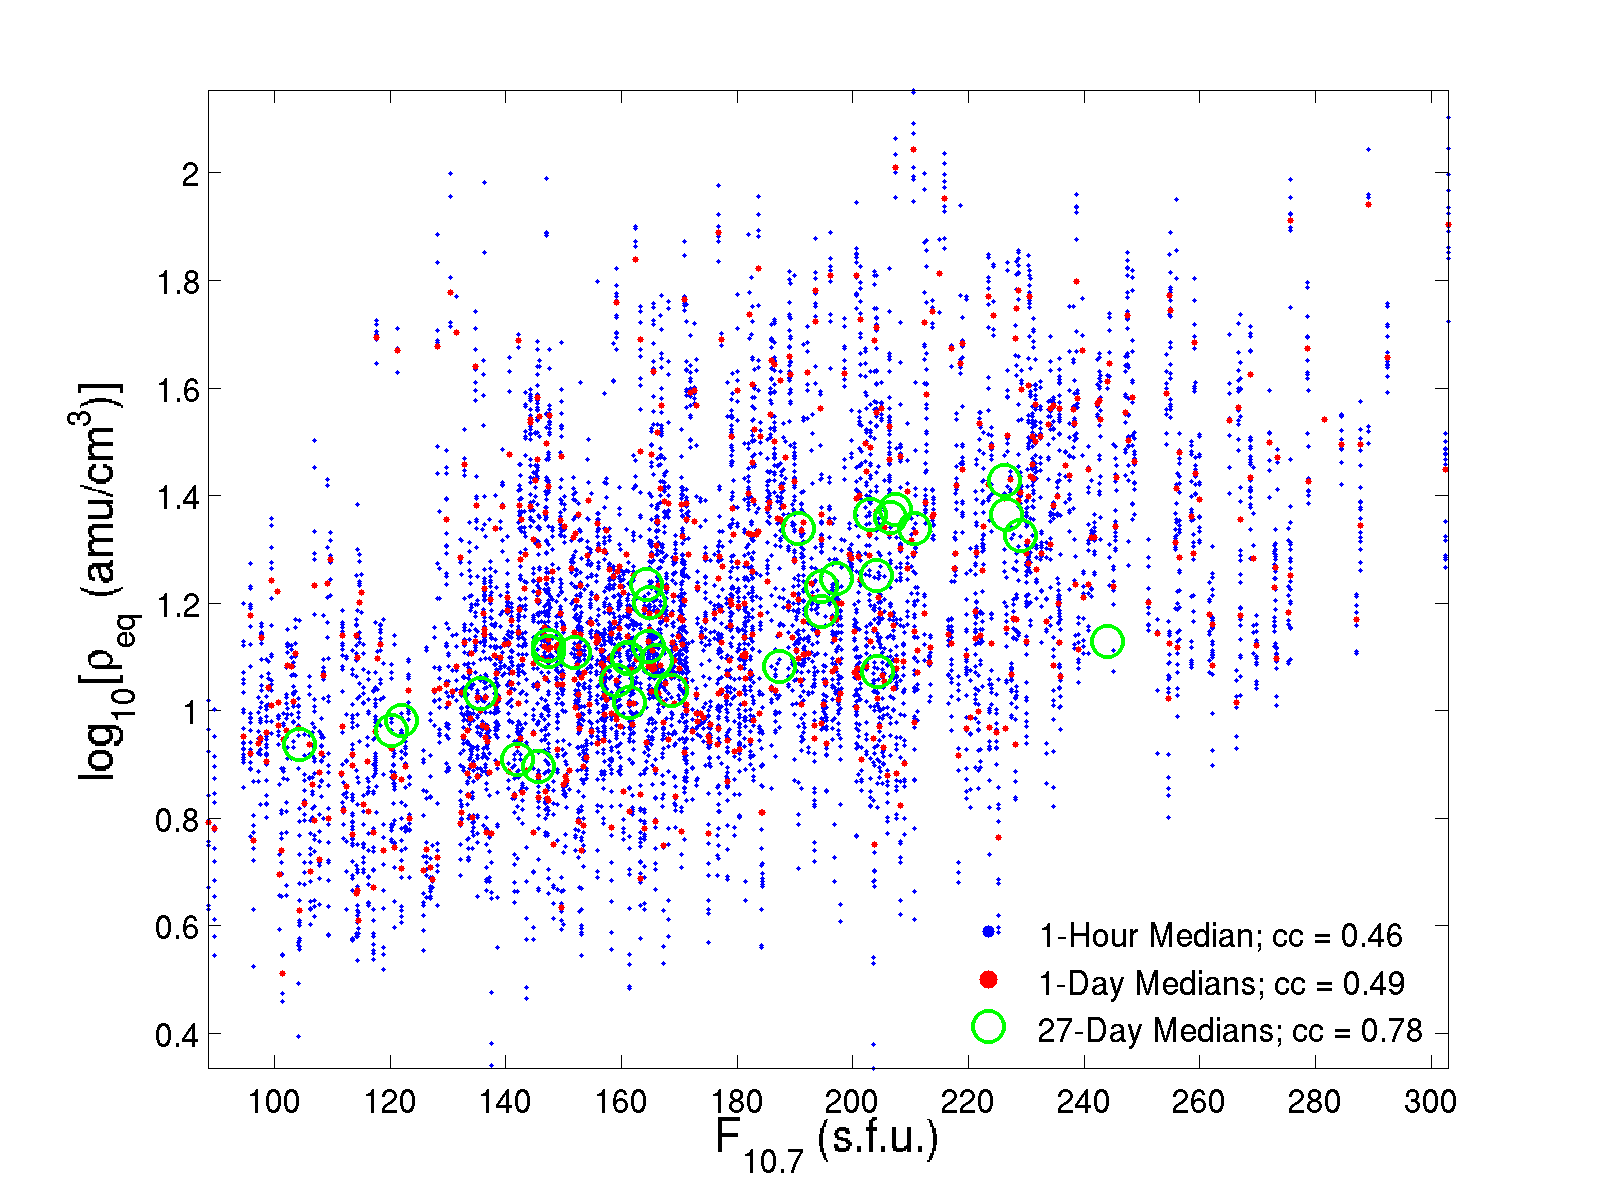 log10[ρeq (amu/cm3)]
2
1.8
1.6
1.4
1.2
1
0.8
0.6
0.4
1-Hour Median; cc = 0.46
1-Day Medians; cc = 0.49
27-Day Medians; cc = 0.78
100 120 140 160 180 200 220 240 260 280 300
F10.7 (s.f.u.)